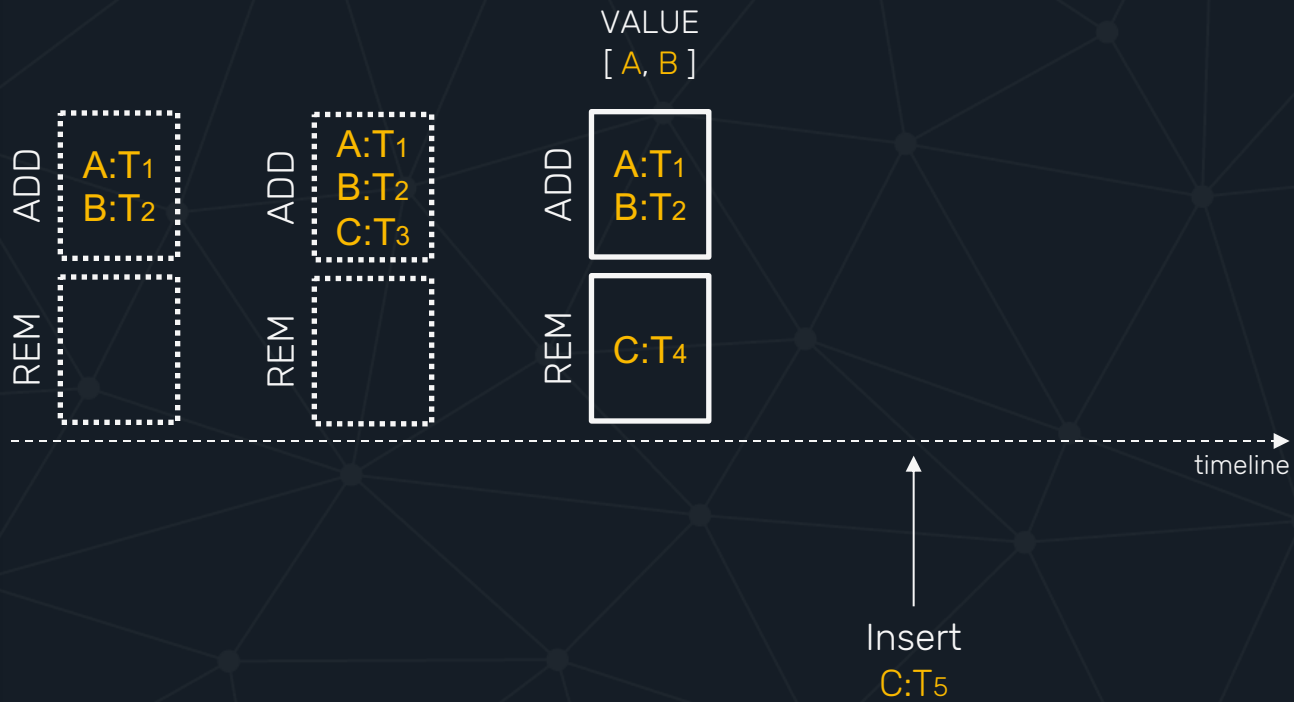 VALUE
[ A, B ]
ADD
A:T1
B:T2
ADD
A:T1
B:T2
C:T3
ADD
A:T1
B:T2
REM
REM
REM
C:T4
timeline
Insert
C:T5